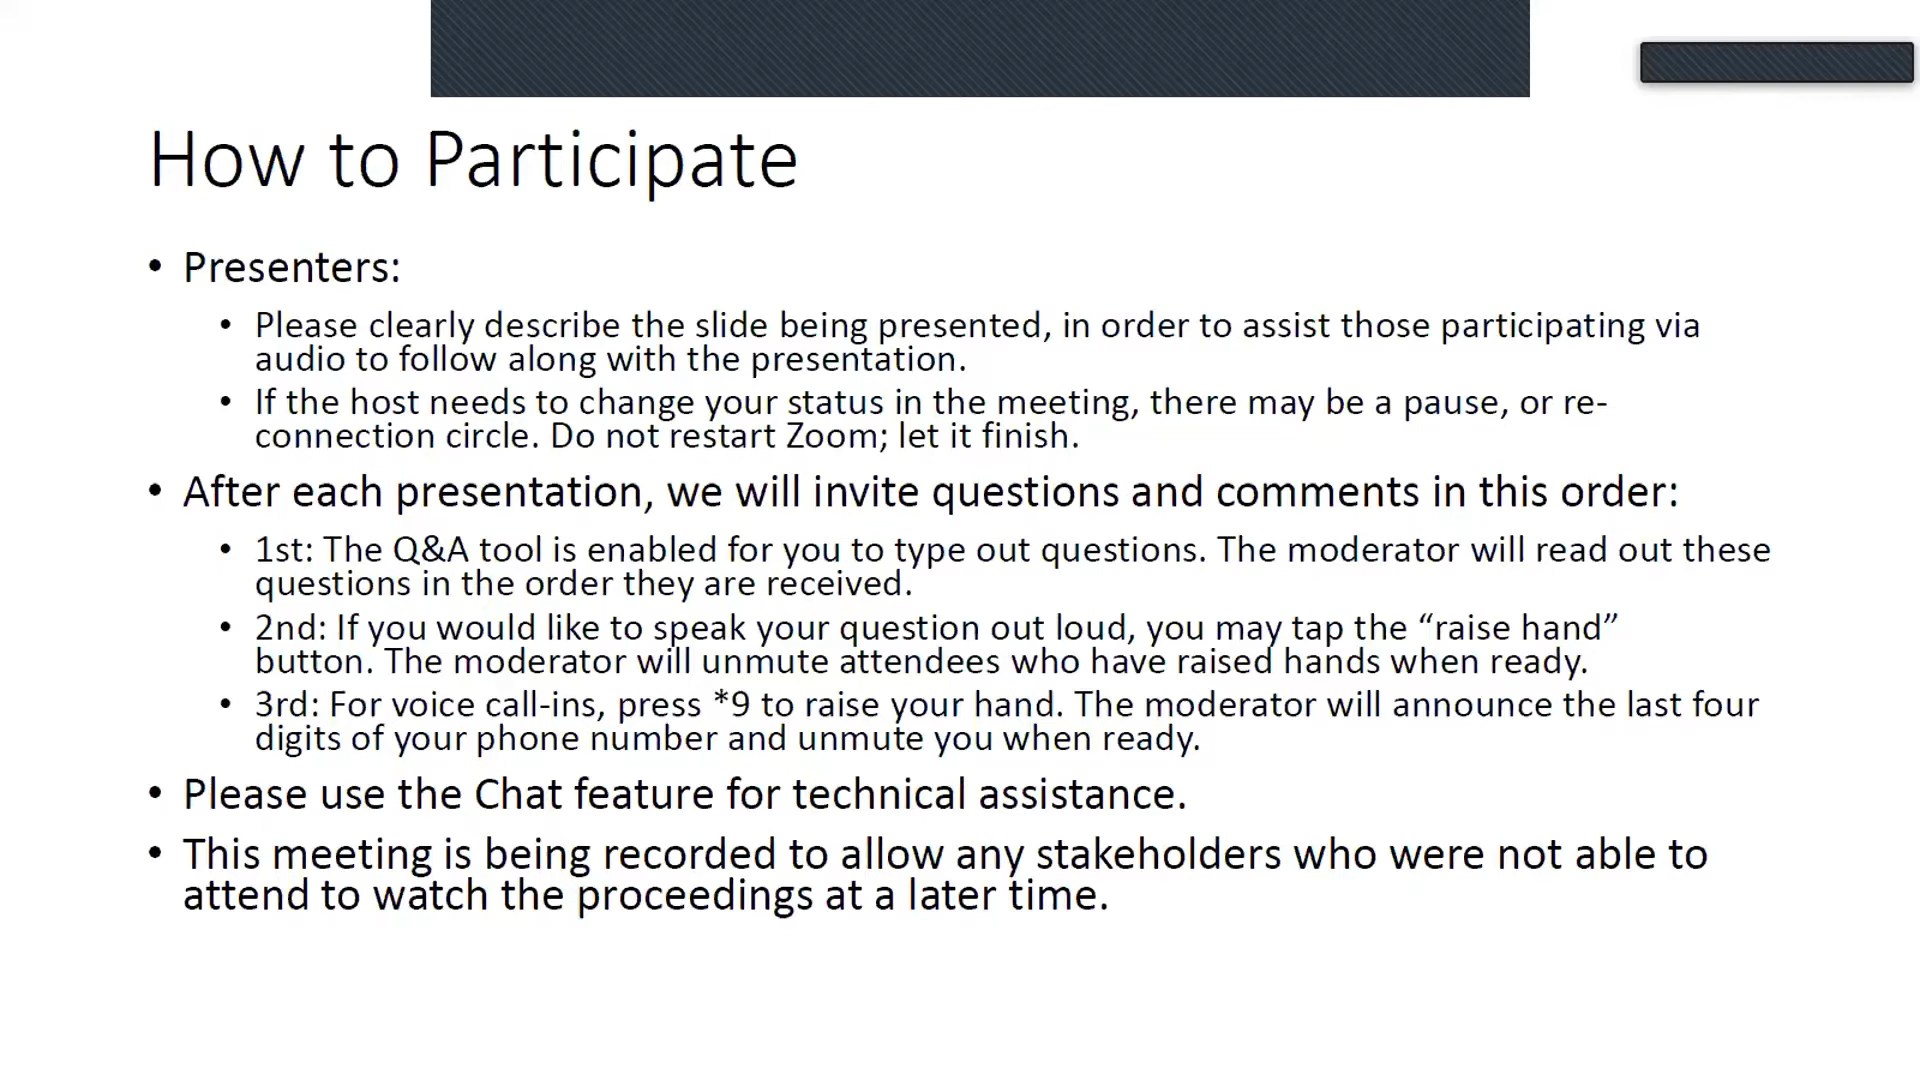 How to Participate
• Presenters:
• Please clearly describe the slide being presented, in order to assist those participating via
audio to follow along with the presentation.
• If the host needs to change your status in the meeting, there may be a pause, or re-
connection circle. Do not restart Zoom; let it finish.
• After each presentation, we will invite questions and comments in this order:
• 1st: The Q&A tool is enabled for you to type out questions. The moderator will read out these
questions in the order they are received.
• 2nd: If you would like to speak your question out loud, you may tap the “raise hand”
button. The moderator will unmute attendees who have raised hands when ready.
• 3rd: For voice call-ins, press *9 to raise your hand. The moderator will announce the last four
digits of your phone number and unmute you when ready.
• Please use the Chat feature for technical assistance.
• This meeting is being recorded to allow any stakeholders who were not able to
attend to watch the proceedings at a later time.